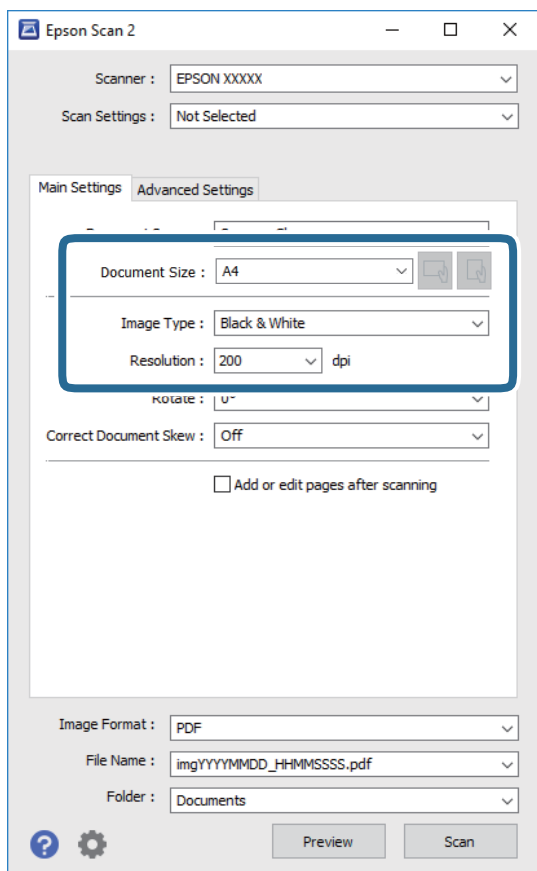 Epson Scan 2
Scanner : EPSON XXXXX
Scan Settings : Not Selected
Main Settings Advanced Settings
Document Size : A4
Image Type : Black & White
Resolution : 200 dpi
Rotate : 0°
Correct Document Skew : Off
Add or edit pages after scanning
Image Format : PDF
File Name : imgYYYYMMDD_HHMMSSSS.pdf
Folder : Documents
? Preview Scan